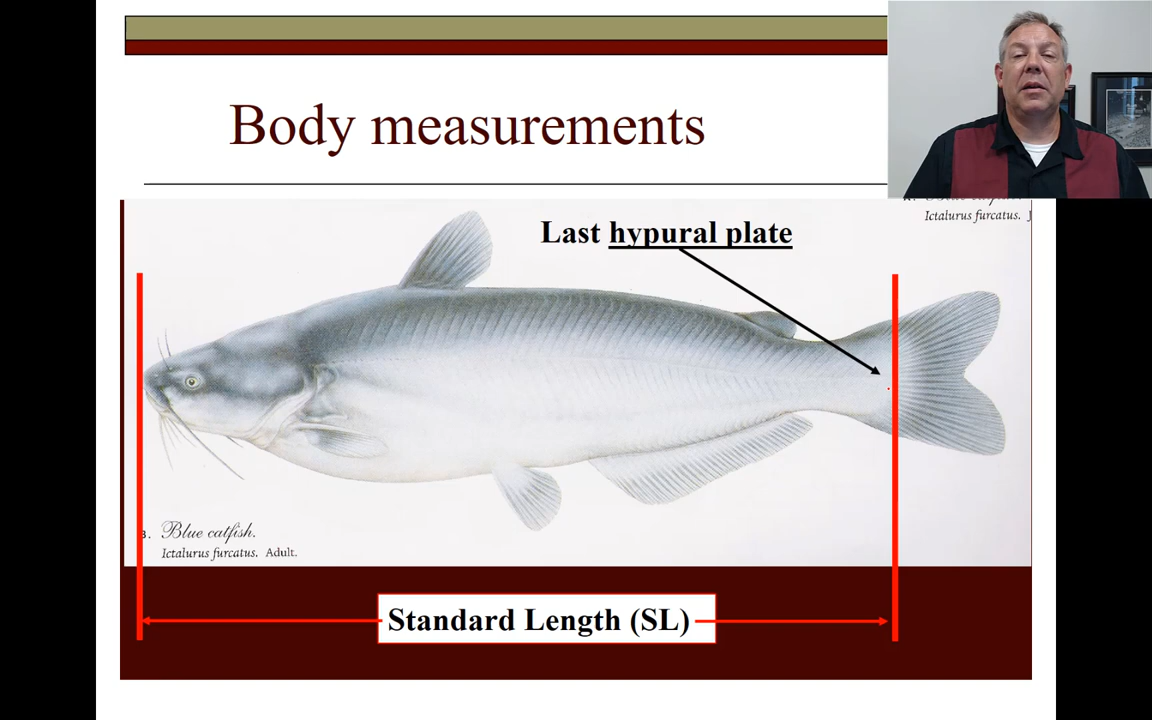 Body measurements
Ictalurus furcatus.
Last hypural plate
B. Blue catfish.
Ictalurus furcatus. Adult.
Standard Length (SL)